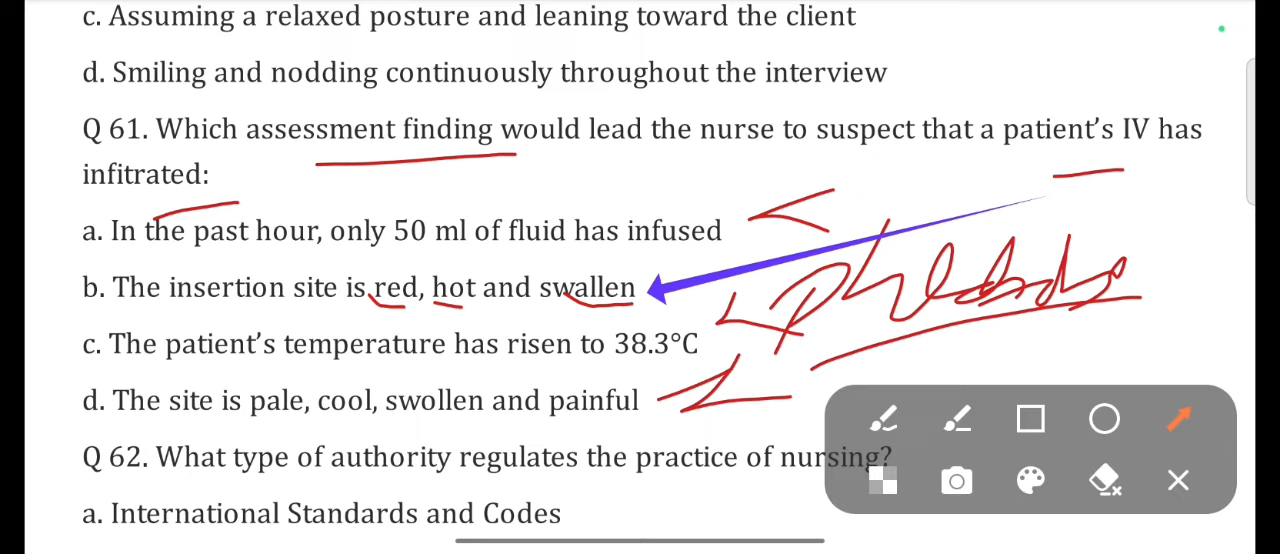 c. Assuming a relaxed posture and leaning toward the client
d. Smiling and nodding continuously throughout the interview
Q 61. Which assessment finding would lead the nurse to suspect that a patient’s IV has
infitrated:
a. In the past hour, only 50 ml of fluid has infused
b. The insertion site is red, hot and swallen
c. The patient’s temperature has risen to 38.3°C
d. The site is pale, cool, swollen and painful
Q 62. What type of authority regulates the practice of nursing?
a. International Standards and Codes